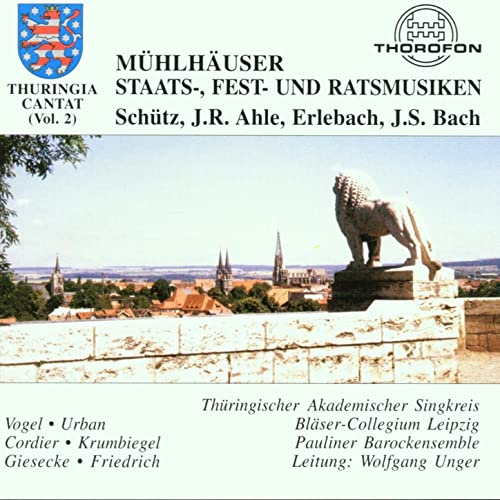 THURINGIA
CANTAT
(Vol. 2)
THOROFON
MÜHLHÄUSER
STAATS-, FEST- UND RATSMUSIKEN
Schütz, J.R. Ahle, Erlebach, J.S. Bach
Vogel • Urban
Cordier • Krumbiegel
Giesecke • Friedrich
Thüringischer Akademischer Singkreis
Bläser-Collegium Leipzig
Pauliner Barockensemble
Leitung: Wolfgang Unger